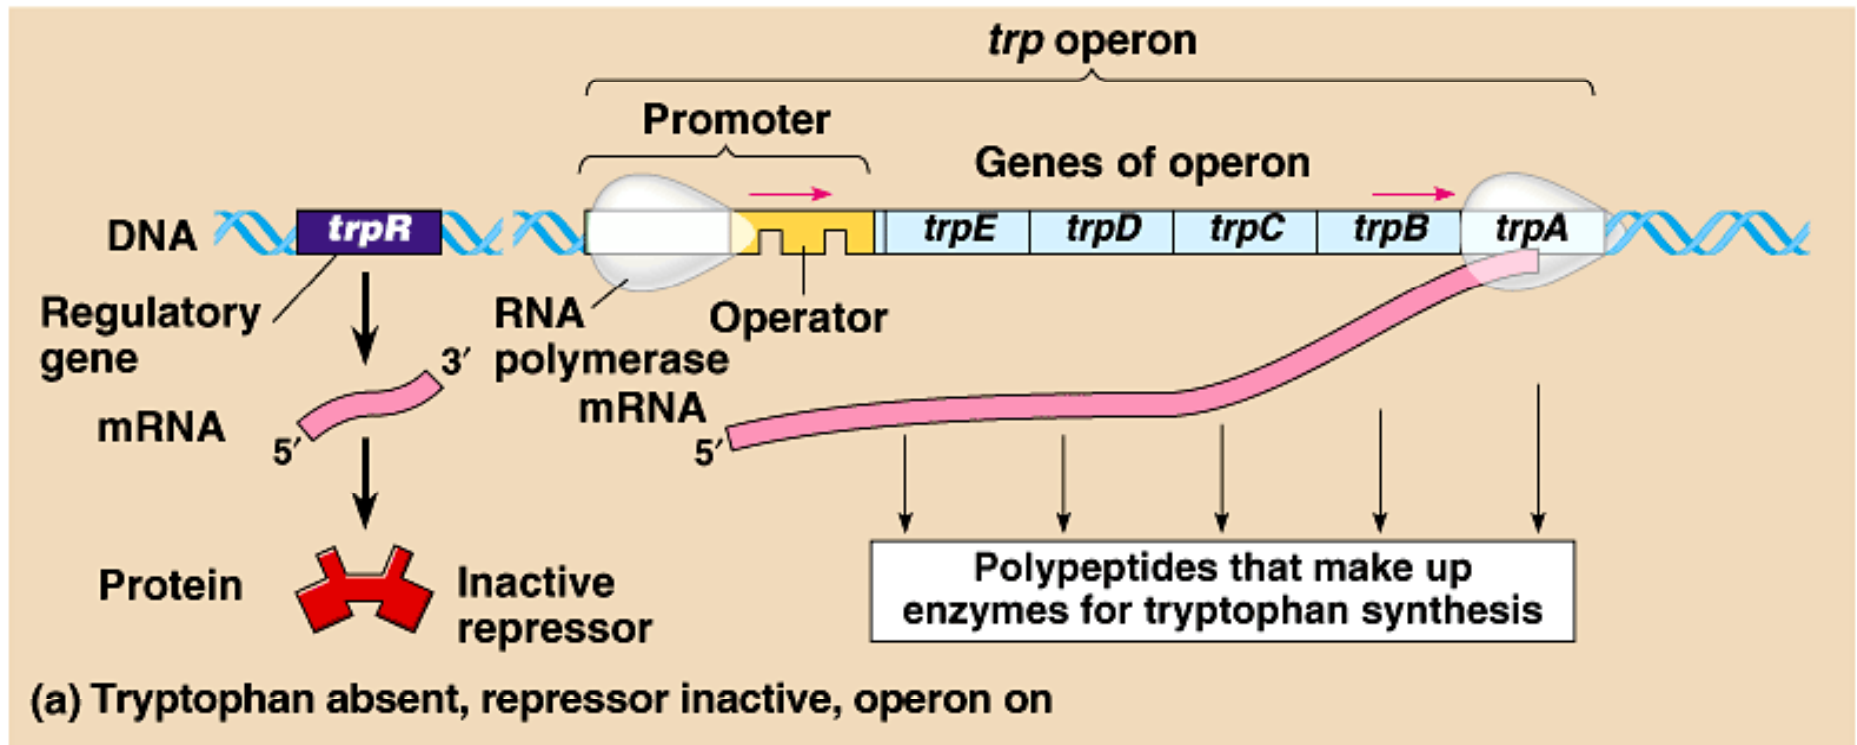 trp operon
Promoter
Genes of operon
DNA
trpR
trpE
trpD
trpC
trpB
trpA
Regulatory
gene
RNA
polymerase
Operator
mRNA
3′
5′
mRNA
5′
Protein
Inactive
repressor
Polypeptides that make up
enzymes for tryptophan synthesis
(a) Tryptophan absent, repressor inactive, operon on